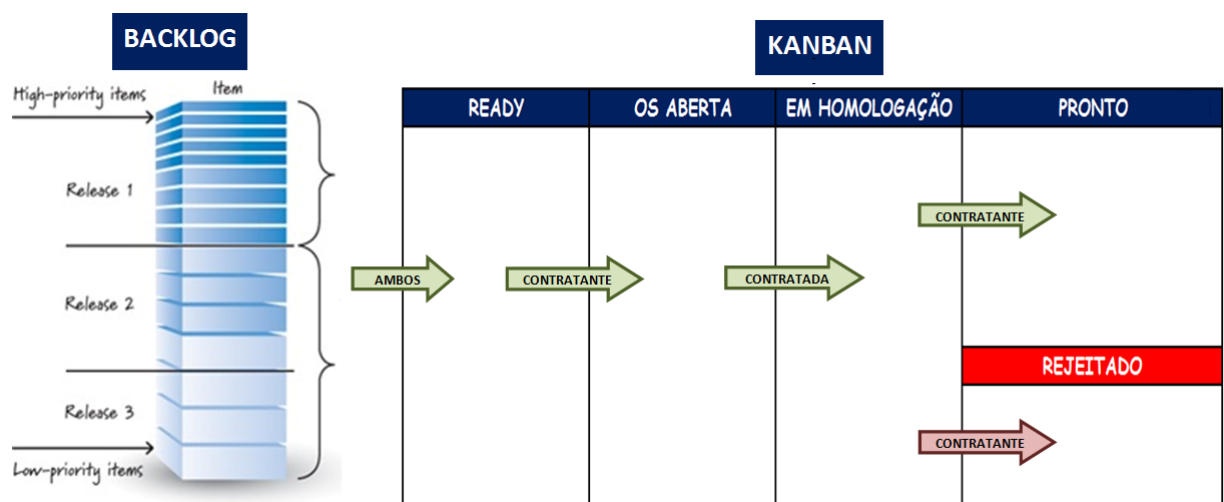 BACKLOG
High-priority items
Item
Release 1
Release 2
Release 3
Low-priority items
KANBAN
READY
OS ABERTA
EM HOMOLOGAÇÃO
PRONTO
CONTRATANTE
AMBOS
CONTRATANTE
CONTRATADA
REJEITADO
CONTRATANTE